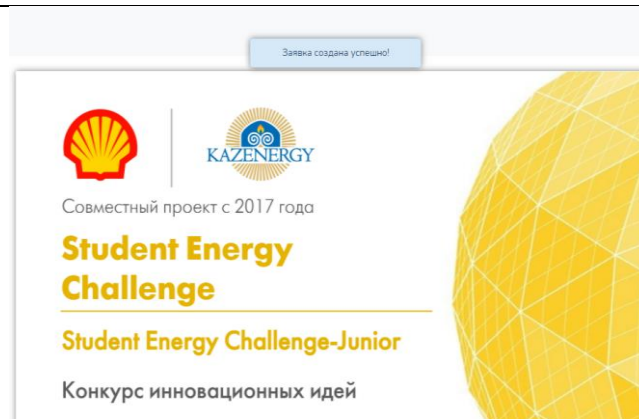 Заявка создана успешно!
KAZENERGY
Совместный проект с 2017 года
Student Energy
Challenge
Student Energy Challenge-Junior
Конкурс инновационных идей